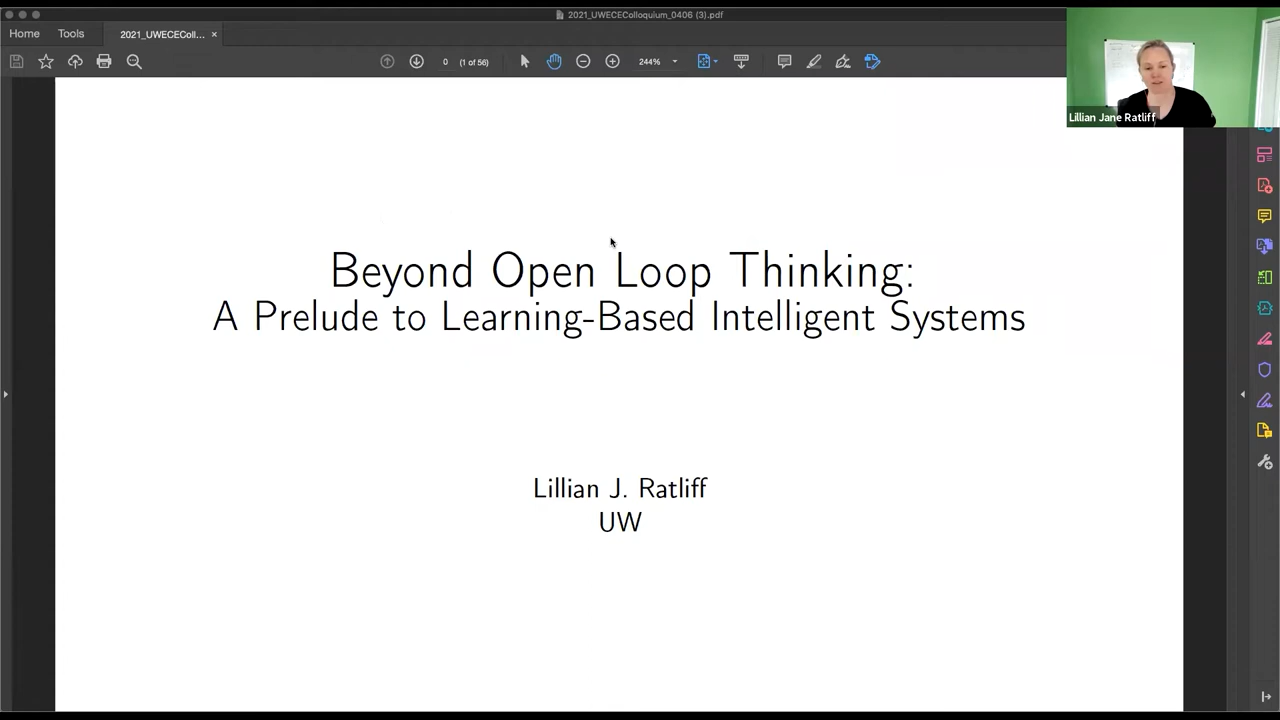 2021_UWECEColloquium_0406 (3).pdf
Home
Tools
2021_UWECEColl... ×
0
(1 of 56)
244%
Lillian Jane Ratliff
Beyond Open Loop Thinking:
A Prelude to Learning-Based Intelligent Systems
Lillian J. Ratliff
UW